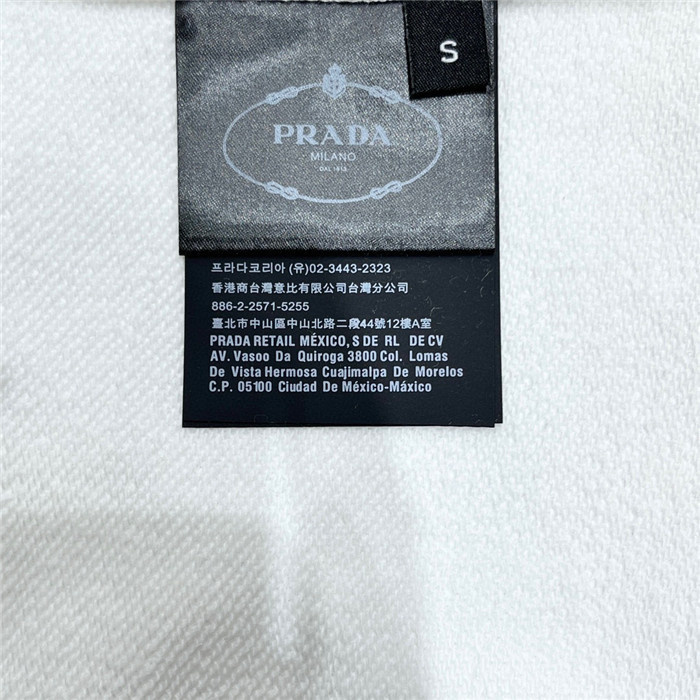 S
PRADA
MILANO
DAL 1913
프라다코리아 (유)02-3443-2323
香港商台灣意比有限公司台灣分公司
886-2-2571-5255
臺北市中山區中山北路二段44號12樓A室
PRADA RETAIL MÉXICO, S DE RL DE CV
AV. Vasoo Da Quiroga 3800 Col. Lomas
De Vista Hermosa Cuajimalpa De Morelos
C.P. 05100 Ciudad De México-Máxico